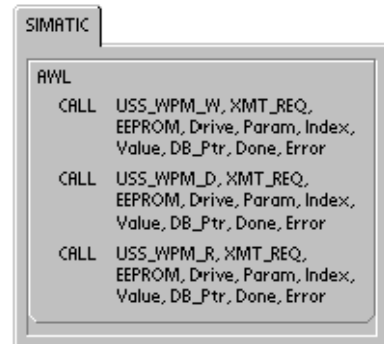 SIMATIC
AWL
CALL USS_WPM_W, XMT_REQ,
EEPROM, Drive, Param, Index,
Value, DB_Ptr, Done, Error
CALL USS_WPM_D, XMT_REQ,
EEPROM, Drive, Param, Index,
Value, DB_Ptr, Done, Error
CALL USS_WPM_R, XMT_REQ,
EEPROM, Drive, Param, Index,
Value, DB_Ptr, Done, Error